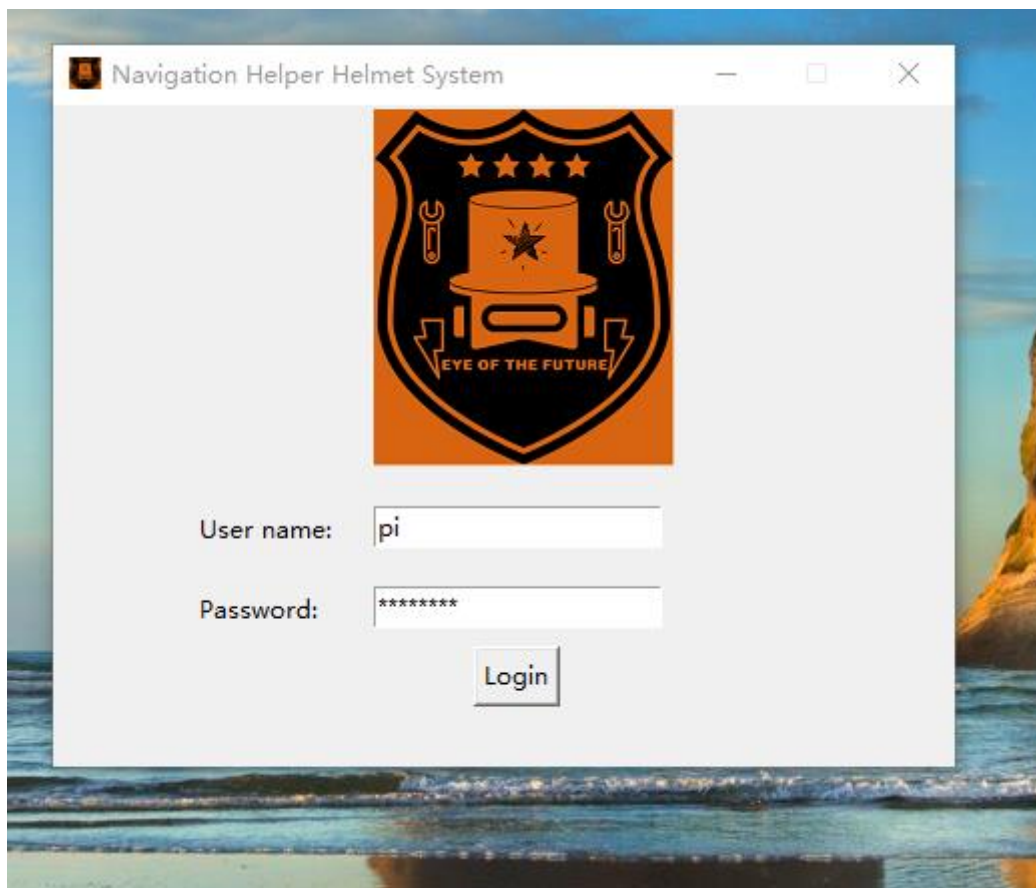 Navigation Helper Helmet System
EYE OF THE FUTURE
User name: pi
Password: ********
Login